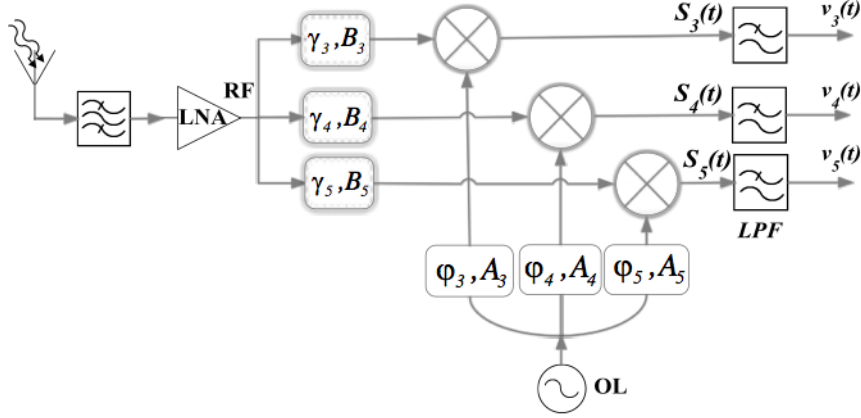 S₃(t) v₃(t)
γ₃,B₃
RF
LNA
γ₄,B₄
S₄(t) v₄(t)
γ₅,B₅
S₅(t) v₅(t)
LPF
φ₃,A₃ φ₄,A₄ φ₅,A₅
OL